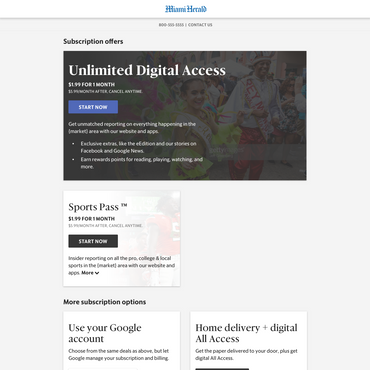 Miami Herald
800-555-5555 | CONTACT US
Subscription offers
Unlimited Digital Access
$1.99 FOR 1 MONTH
$5.99/MONTH AFTER, CANCEL ANYTIME
START NOW
Get unmatched reporting on everything happening in the
{market} area with our website and apps.
• Exclusive extras, like the eEdition and our stories on
Facebook and Google News.
• Earn rewards points for reading, playing, watching, and
more.
Sports Pass ™
$1.99 FOR 1 MONTH
$5.99/MONTH AFTER, CANCEL ANYTIME
START NOW
Insider reporting on all the pro, college & local
sports in the {market} area with our website and
apps. More
More subscription options
Use your Google
account
Choose from the same deals as above, but let
Google manage your subscription and billing.
Home delivery + digital
All Access
Get the paper delivered to your door, plus get
digital All Access.